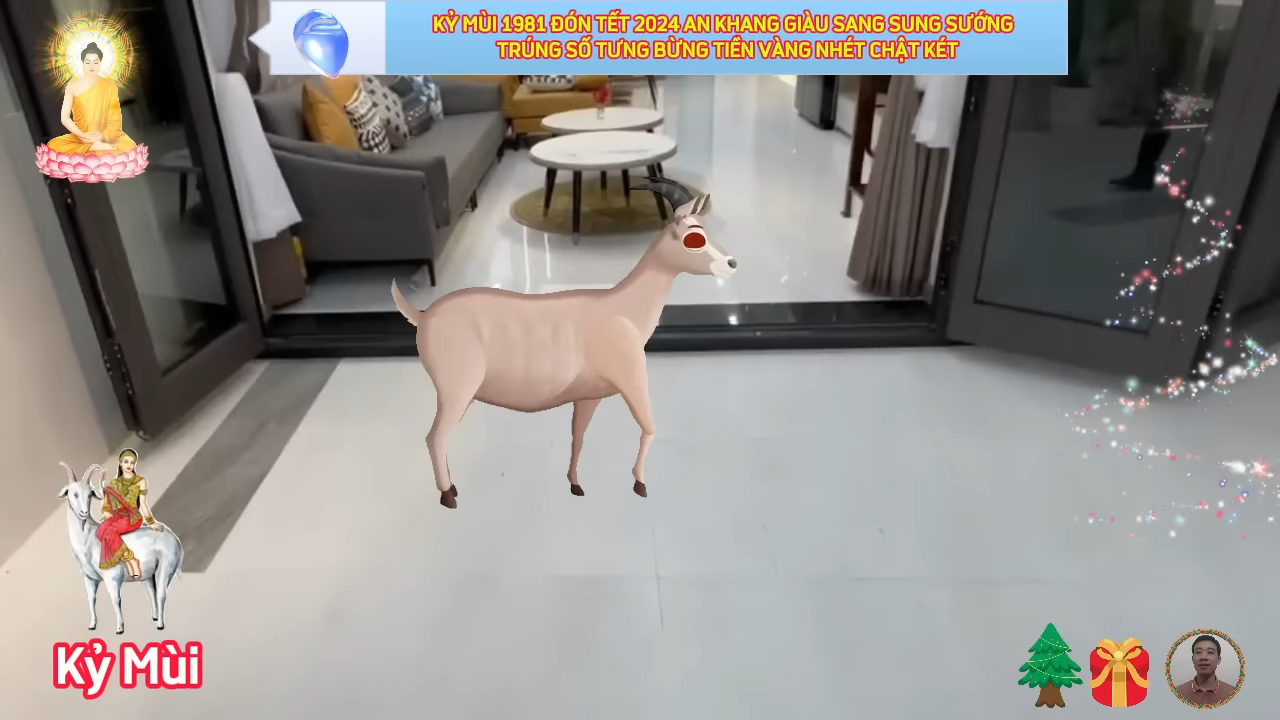 KỶ MÙI 1981 ĐÓN TẾT 2024 AN KHANG GIÀU SANG SUNG SƯỚNG
TRÚNG SỐ TƯNG BỪNG TIỀN VÀNG NHÉT CHẬT KÉT
Kỷ Mùi